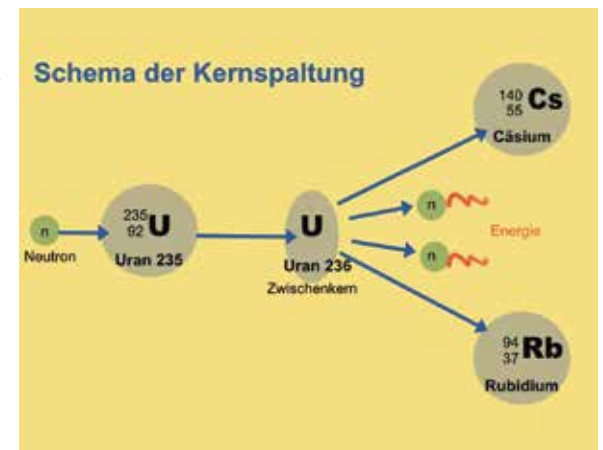 Schema der Kernspaltung
n
Neutron
235
92 U
Uran 235
U
Uran 236
Zwischenkern
140
55 Cs
Cäsium
n
n
Energie
94
37 Rb
Rubidium